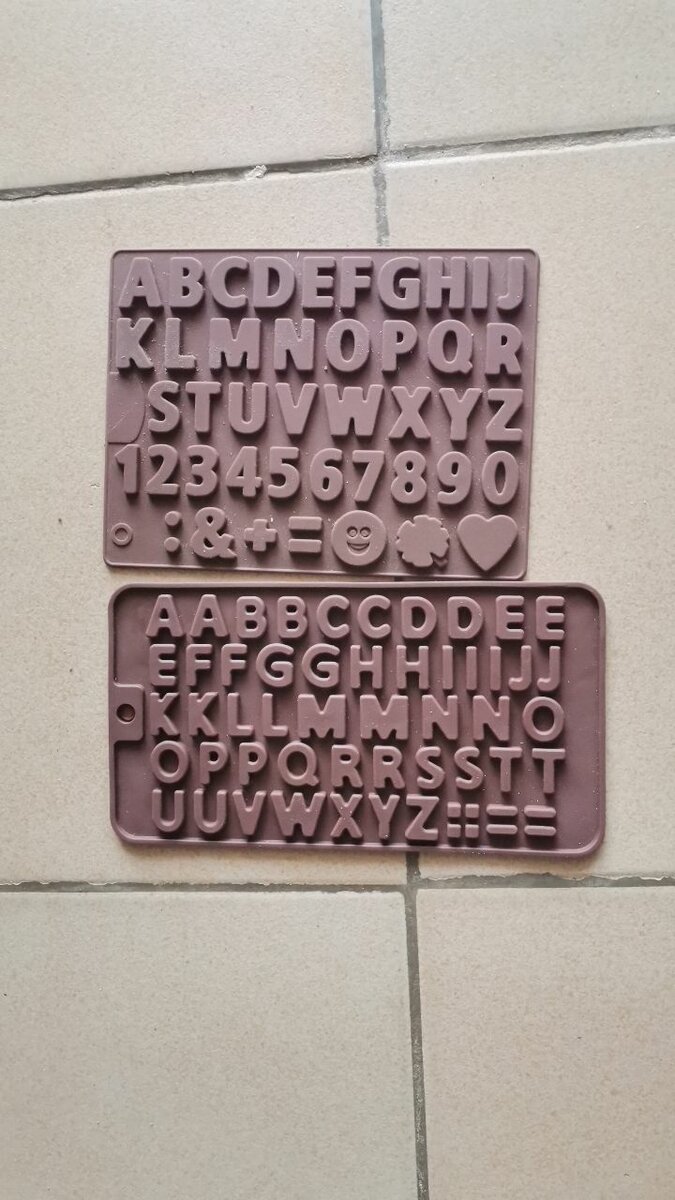 ABCDEFGHIJ
KLMNOPQR
STUVWXYZ
1234567890
:&+=
AABBCCDDEE
EFFGGHHIIIJJ
KKLLMMNNO
OPPQRRSSTT
UUVWXYZ::==